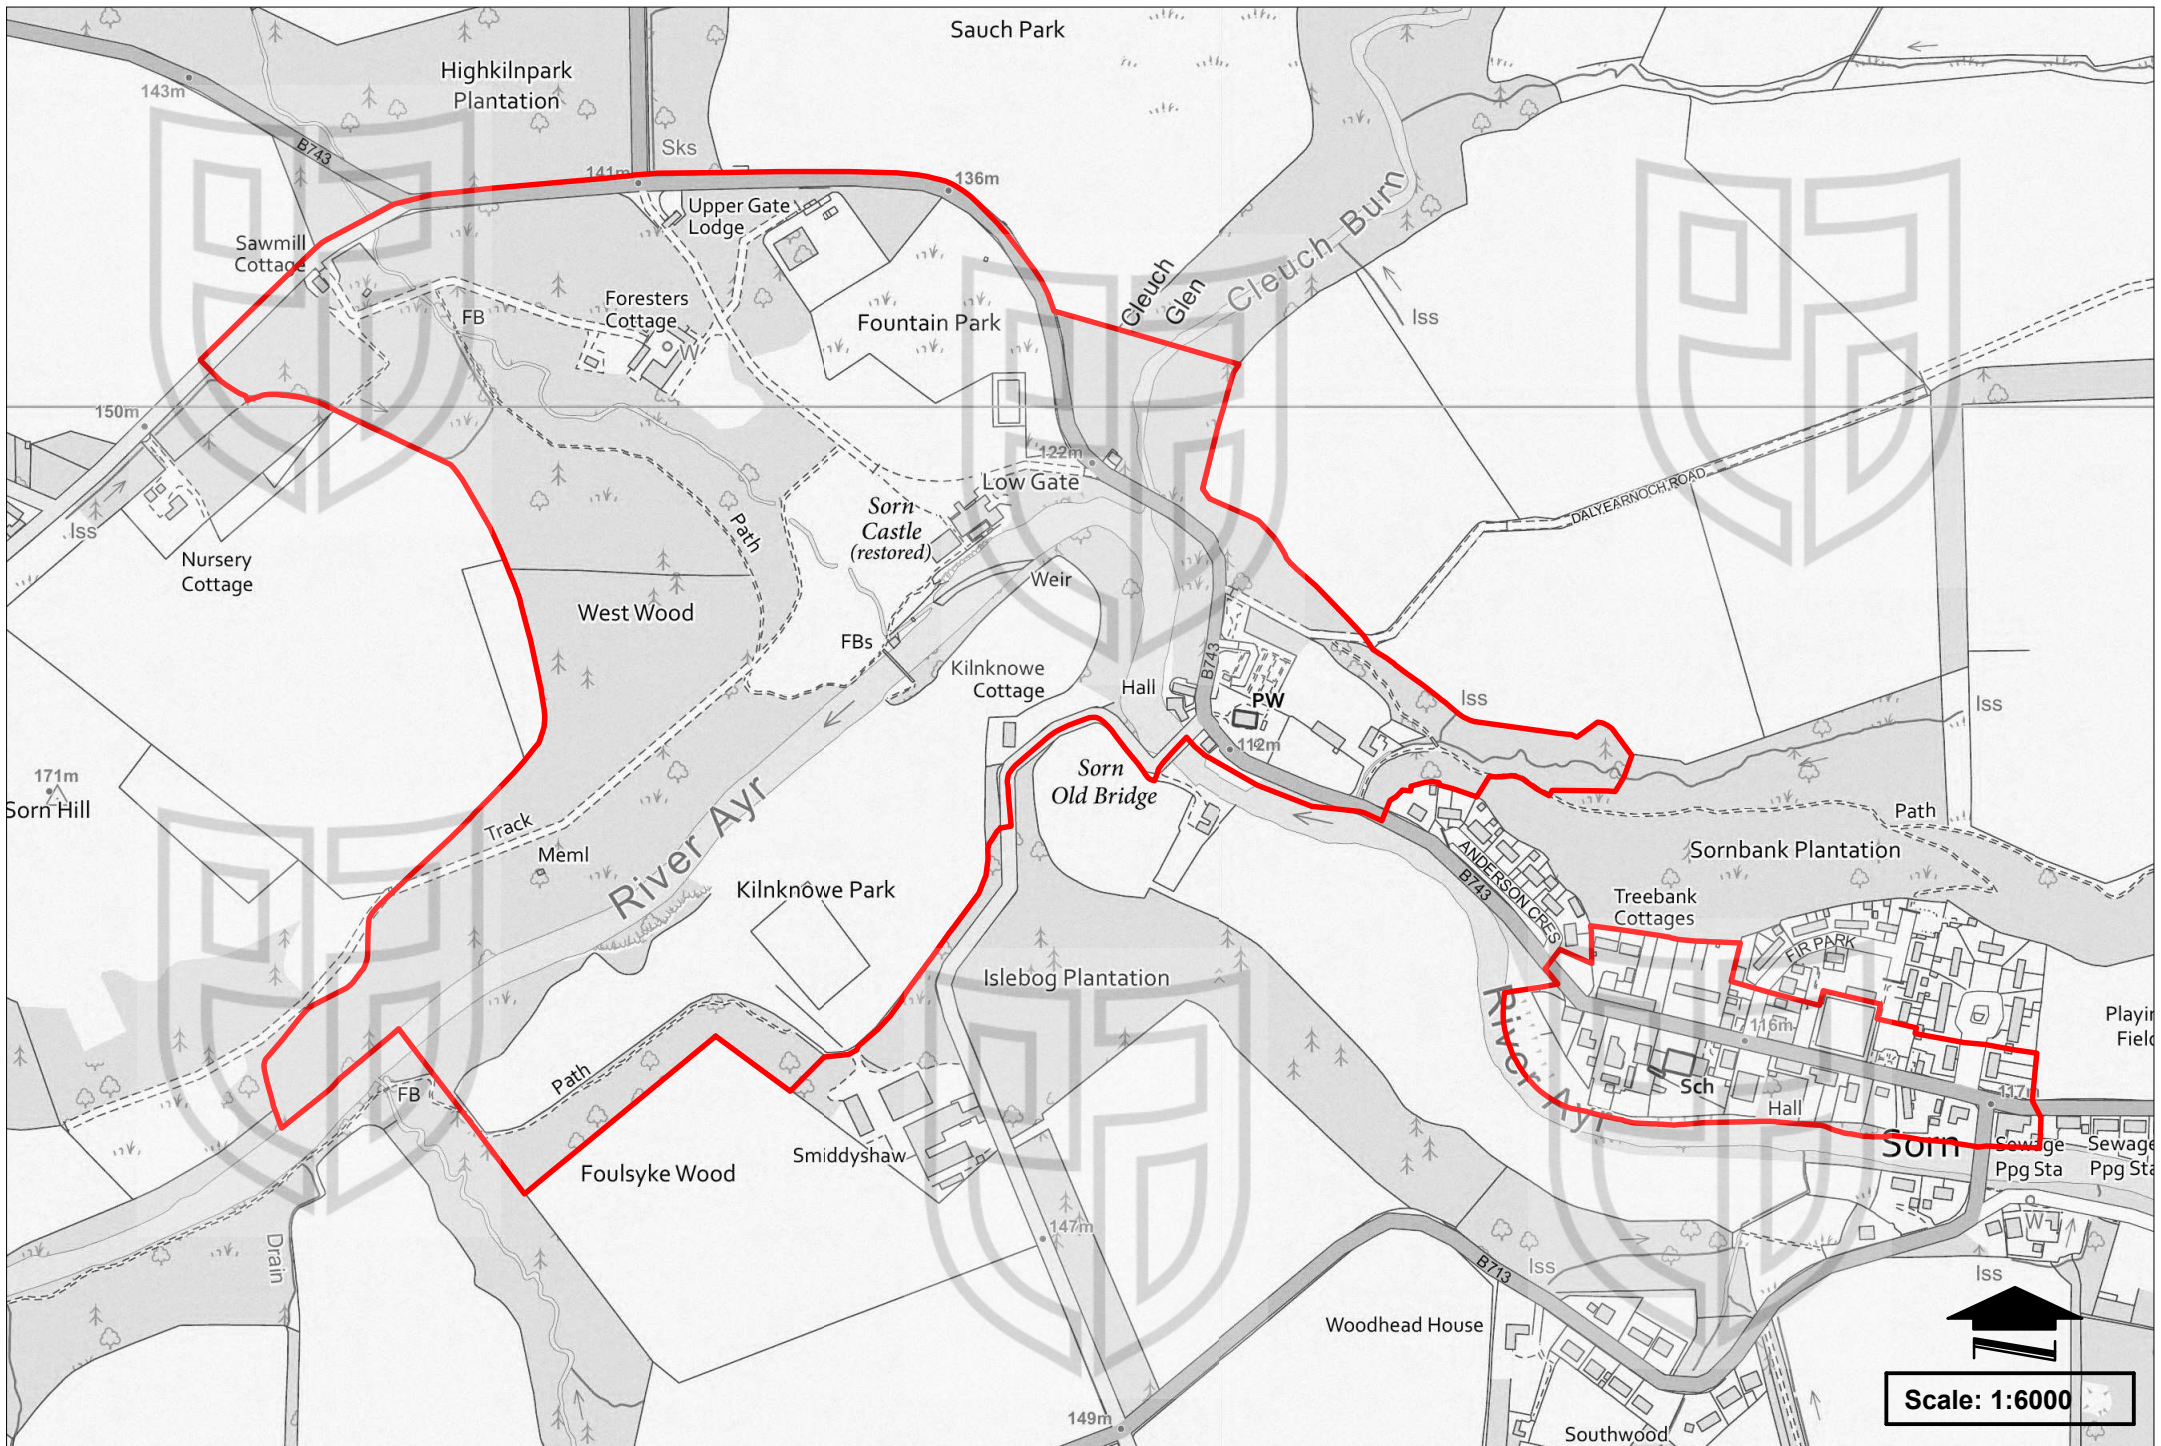 Sauch Park
Highkilnpark
Plantation
143m
B743
Sks
141m
136m
Upper Gate
Lodge
Sawmill
Cottage
Cleuch Burn
Cleuch
Glen
Iss
Foresters
Cottage
FB
W
Fountain Park
150m
122m
Low Gate
DALYEARNOCH ROAD
Sorn
Castle
(restored)
Iss
Path
Nursery
Cottage
Weir
West Wood
FBs
B743
Kilnknowe
Cottage
Hall
PW
Iss
Iss
112m
171m
Sorn Hill
Sorn
Old Bridge
River Ayr
Track
Meml
Path
Sornbank Plantation
ANDERSON CRES
B743
Kilnknowe Park
Treebank
Cottages
FIR PARK
Islebog Plantation
River Ayr
116m
Playin
Field
Path
FB
Sch
117m
Hall
Sorn
Sewage
Ppg Sta
Sewage
Ppg Sta
Smiddyshaw
Foulsyke Wood
147m
W
Drain
Iss
B713
Iss
Woodhead House
149m
Southwood
Scale: 1:6000